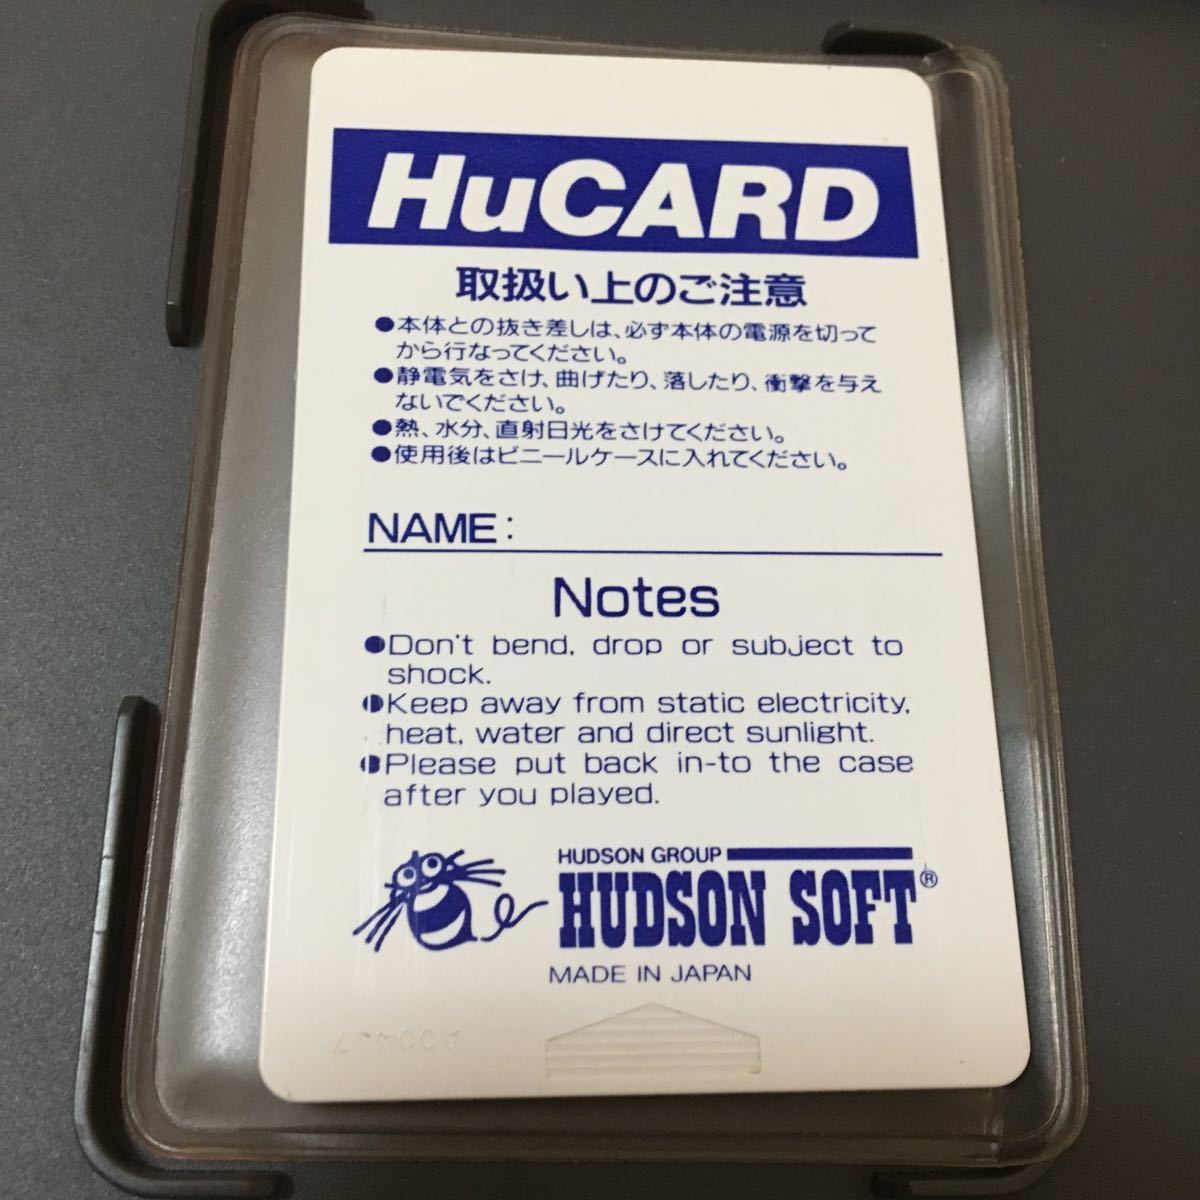 HuCARD
取扱い上のご注意
●本体との抜き差しは、必ず本体の電源を切って
から行なってください。
●静電気をさけ、曲げたり、落したり、衝撃を与え
ないでください。
●熱、水分、直射日光をさけてください。
●使用後はビニールケースに入れてください。
NAME:
Notes
●Don't bend, drop or subject to
shock.
●Keep away from static electricity,
heat, water and direct sunlight.
●Please put back in-to the case
after you played.
HUDSON GROUP
HUDSON SOFT®
MADE IN JAPAN